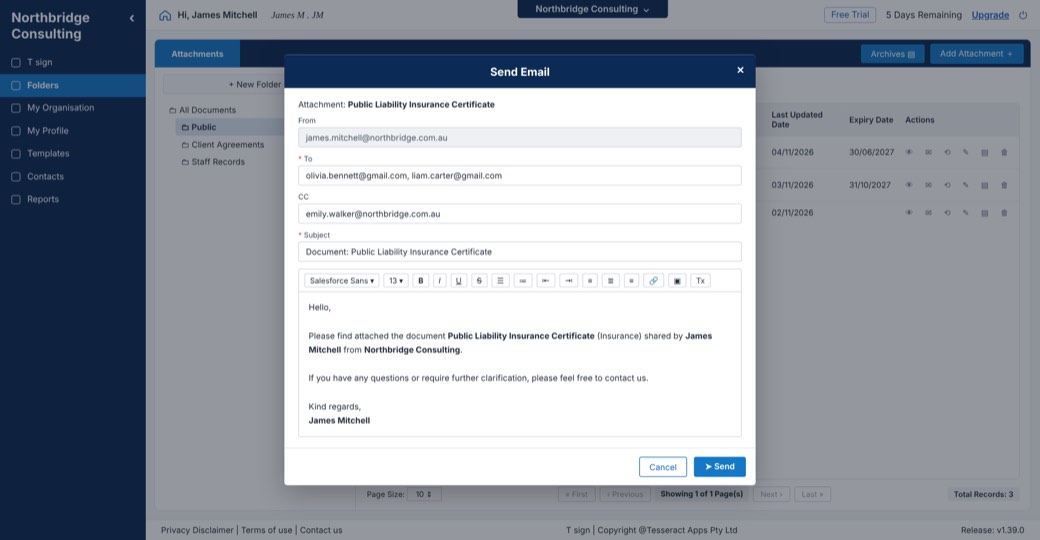 Northbridge
Consulting
T sign
Folders
My Organisation
My Profile
Templates
Contacts
Reports
Hi, James Mitchell
James M , JM
Northbridge Consulting
Free Trial
5 Days Remaining
Upgrade
Attachments
Archives
Add Attachment +
+ New Folder
All Documents
Public
Client Agreements
Staff Records
Last Updated
Date
Expiry Date
Actions
04/11/2026
30/06/2027
03/11/2026
31/10/2027
02/11/2026
Send Email
Attachment: Public Liability Insurance Certificate
From
james.mitchell@northbridge.com.au
* To
olivia.bennett@gmail.com, liam.carter@gmail.com
CC
emily.walker@northbridge.com.au
* Subject
Document: Public Liability Insurance Certificate
Salesforce Sans
13
B
I
U
S
Tx
Hello,
Please find attached the document Public Liability Insurance Certificate (Insurance) shared by James
Mitchell from Northbridge Consulting.
If you have any questions or require further clarification, please feel free to contact us.
Kind regards,
James Mitchell
Cancel
Send
Page Size:
10
« First
‹ Previous
Showing 1 of 1 Page(s)
Next ›
Last »
Total Records: 3
Privacy Disclaimer | Terms of use | Contact us
T sign | Copyright @Tesseract Apps Pty Ltd
Release: v1.39.0